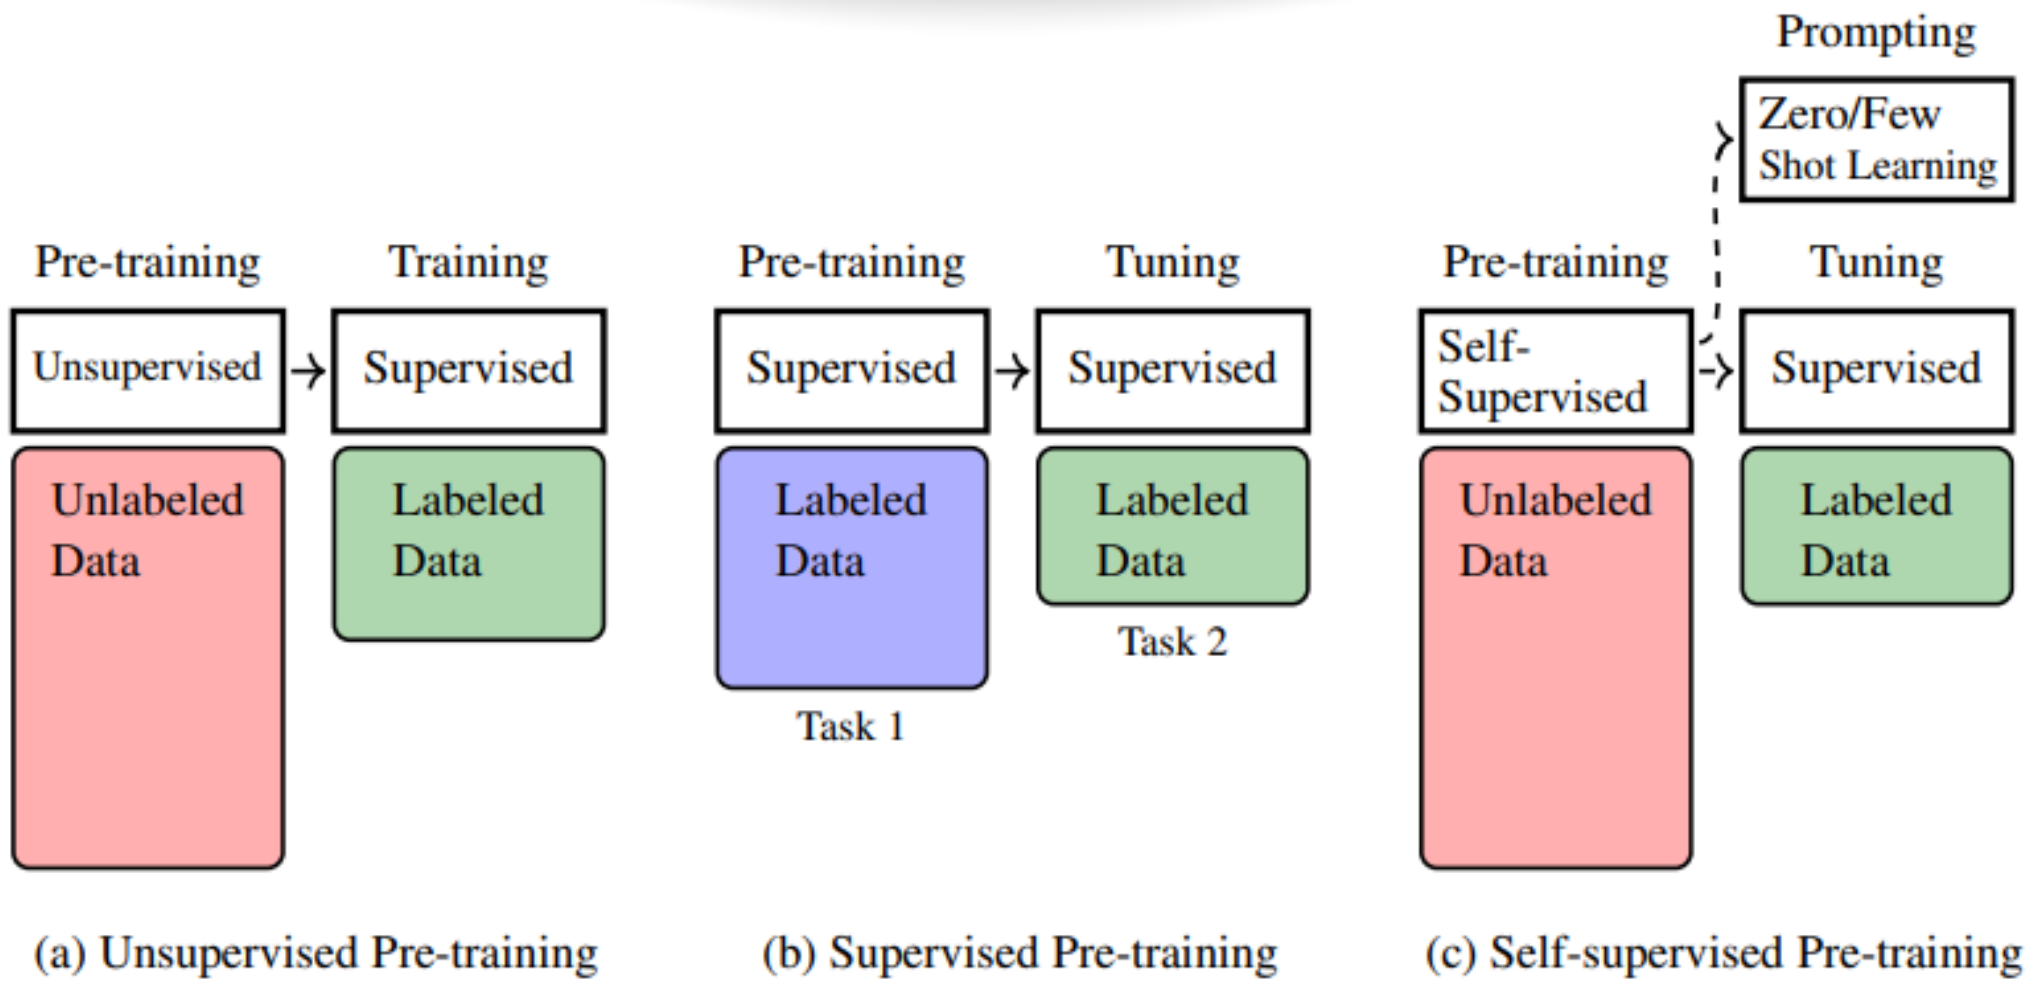 Prompting
Zero/Few
Shot Learning
Pre-training
Training
Pre-training
Tuning
Pre-training
Tuning
Unsupervised
Supervised
Supervised
Supervised
Self-
Supervised
Supervised
Unlabeled
Data
Labeled
Data
Labeled
Data
Labeled
Data
Unlabeled
Data
Labeled
Data
Task 2
Task 1
(a) Unsupervised Pre-training
(b) Supervised Pre-training
(c) Self-supervised Pre-training